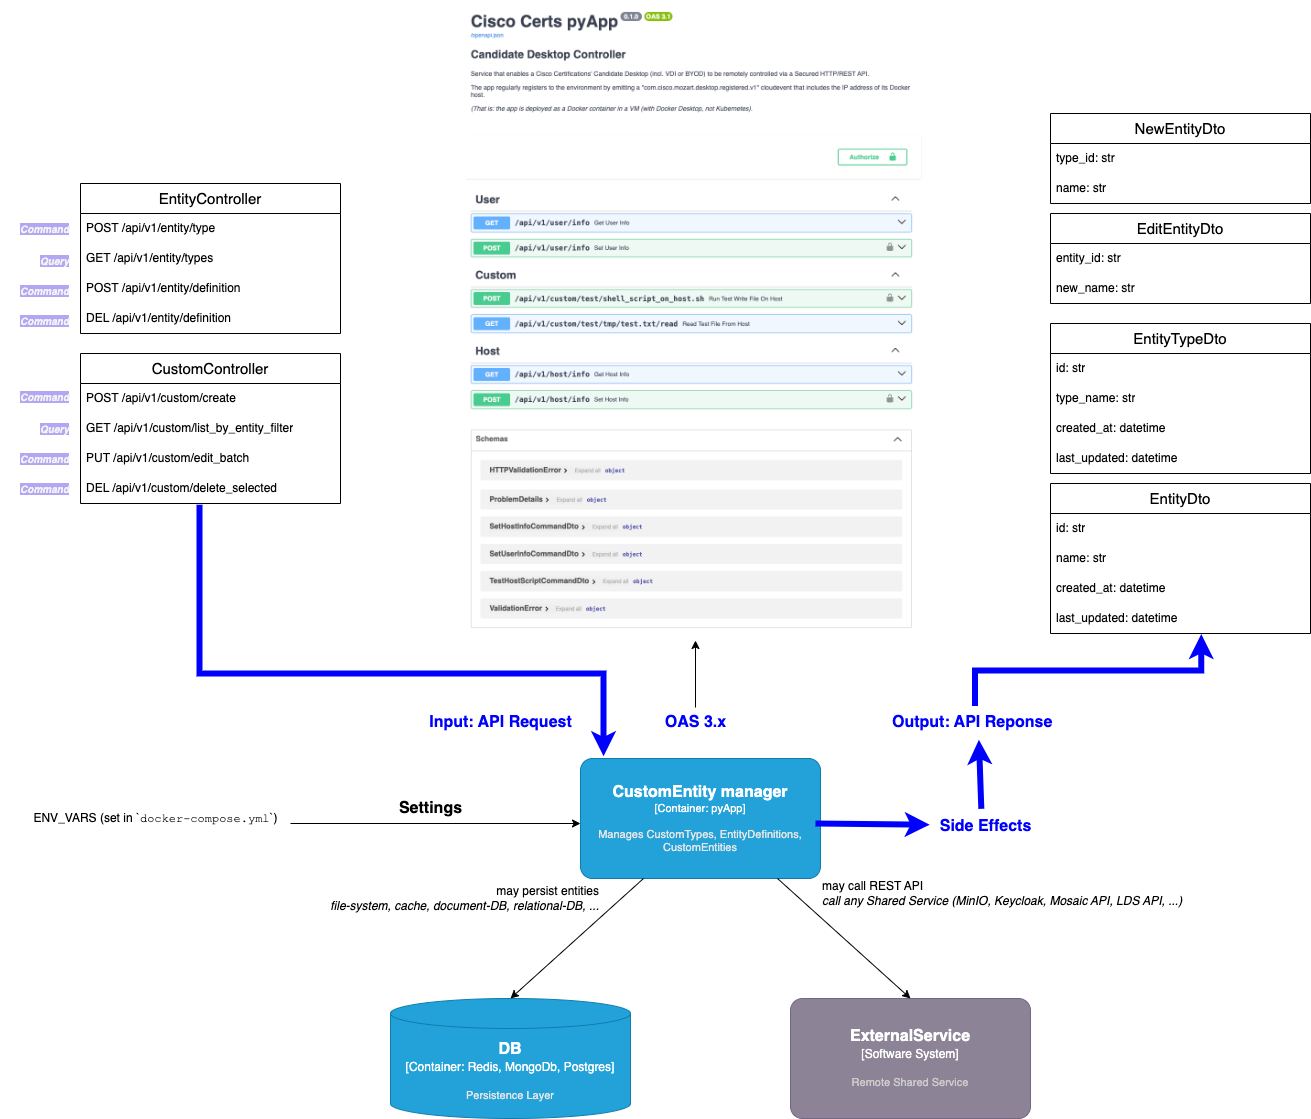 Cisco Certs pyApp 0.1.0 OAS 3.1
/openapi.json
Candidate Desktop Controller
Service that enables a Cisco Certifications' Candidate Desktop (incl. VDI or BYOD) to be remotely controlled via a Secured HTTP/REST API.
The app regularly registers to the environment by emitting a "com.cisco.mozart.desktop.registered.v1" cloudevent that includes the IP address of its Docker
host.
(That is: the app is deployed as a Docker container in a VM (with Docker Desktop, not Kubernetes).
Authorize
User
GET /api/v1/user/info Get User Info
POST /api/v1/user/info Set User Info
Custom
POST /api/v1/custom/test/shell_script_on_host.sh Run Test Write File On Host
GET /api/v1/custom/test/tmp/test.txt/read Read Test File From Host
Host
GET /api/v1/host/info Get Host Info
POST /api/v1/host/info Set Host Info
Schemas
HTTPValidationError > Expand all object
ProblemDetails > Expand all object
SetHostInfoCommandDto > Expand all object
SetUserInfoCommandDto > Expand all object
TestHostScriptCommandDto > Expand all object
ValidationError > Expand all object
EntityController
Command POST /api/v1/entity/type
Query GET /api/v1/entity/types
Command POST /api/v1/entity/definition
Command DEL /api/v1/entity/definition
CustomController
Command POST /api/v1/custom/create
Query GET /api/v1/custom/list_by_entity_filter
Command PUT /api/v1/custom/edit_batch
Command DEL /api/v1/custom/delete_selected
NewEntityDto
type_id: str
name: str
EditEntityDto
entity_id: str
new_name: str
EntityTypeDto
id: str
type_name: str
created_at: datetime
last_updated: datetime
EntityDto
id: str
name: str
created_at: datetime
last_updated: datetime
Input: API Request
OAS 3.x
Output: API Reponse
ENV_VARS (set in `docker-compose.yml`)
Settings
CustomEntity manager
[Container: pyApp]
Manages CustomTypes, EntityDefinitions,
CustomEntities
Side Effects
may persist entities
file-system, cache, document-DB, relational-DB, ...
may call REST API
call any Shared Service (MinIO, Keycloak, Mosaic API, LDS API, ...)
DB
[Container: Redis, MongoDb, Postgres]
Persistence Layer
ExternalService
[Software System]
Remote Shared Service